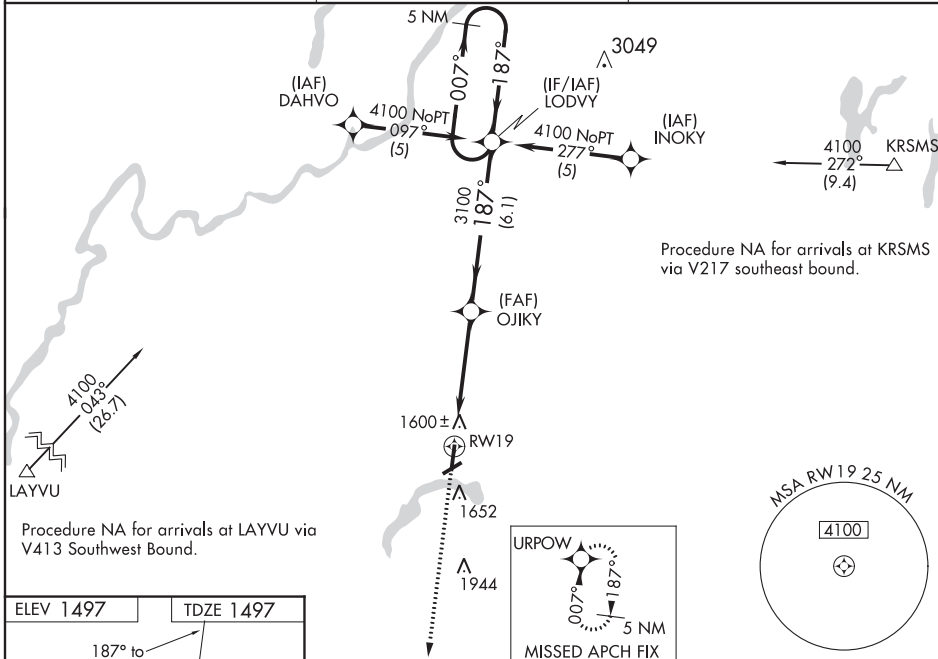 5 NM
007°
187°
3049
(IAF)
DAHVO
4100 NoPT
097°
(5)
(IF/IAF)
LODVY
4100 NoPT
277°
(5)
(IAF)
INOKY
4100
272°
(9.4)
KRSMS
3100
187°
(6.1)
Procedure NA for arrivals at KRSMS
via V217 southeast bound.
(FAF)
OJIKY
4100
043°
(26.7)
LAYVU
1600 ±
RW19
1652
1944
Procedure NA for arrivals at LAYVU via
V413 Southwest Bound.
MSA RW19 25 NM
4100
URPOW
007°
187°
5 NM
MISSED APCH FIX
ELEV 1497
TDZE 1497
187° to